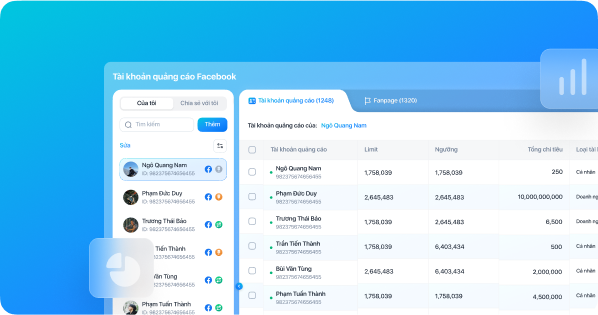 Tài khoản quảng cáo Facebook
Của tôi
Chia sẻ với tôi
Tìm kiếm
Thêm
Sửa
Ngô Quang Nam
ID: 982375674656455
Phạm Đức Duy
ID: 982375674656455
Trương Thái Bảo
ID: 982375674656455
Tiến Thành
982375674656455
Văn Tùng
982375674656455
Phạm Tuấn Thành
Tài khoản quảng cáo (1248)
Fanpage (1320)
Tài khoản quảng cáo của: Ngô Quang Nam
Tài khoản quảng cáo Limit Ngưỡng Tổng chi tiêu Loại tài
Ngô Quang Nam
982375674656455
1,758,039 1,758,039 250 Cá nhân
Phạm Đức Duy
982375674656455
2,645,483 2,645,483 10,000,000,000 Doanh ng
Trương Thái Bảo
982375674656455
1,758,039 2,645,483 6,500 Doanh ng
Trần Tiến Thành
982375674656455
1,758,039 6,403,434 500 Cá nhân
Bùi Văn Tùng
982375674656455
2,645,483 6,403,434 2,000,000 Cá nhân
Phạm Tuấn Thành
982375674656455
1,758,039 1,758,039 4,500,000 Cá nhân